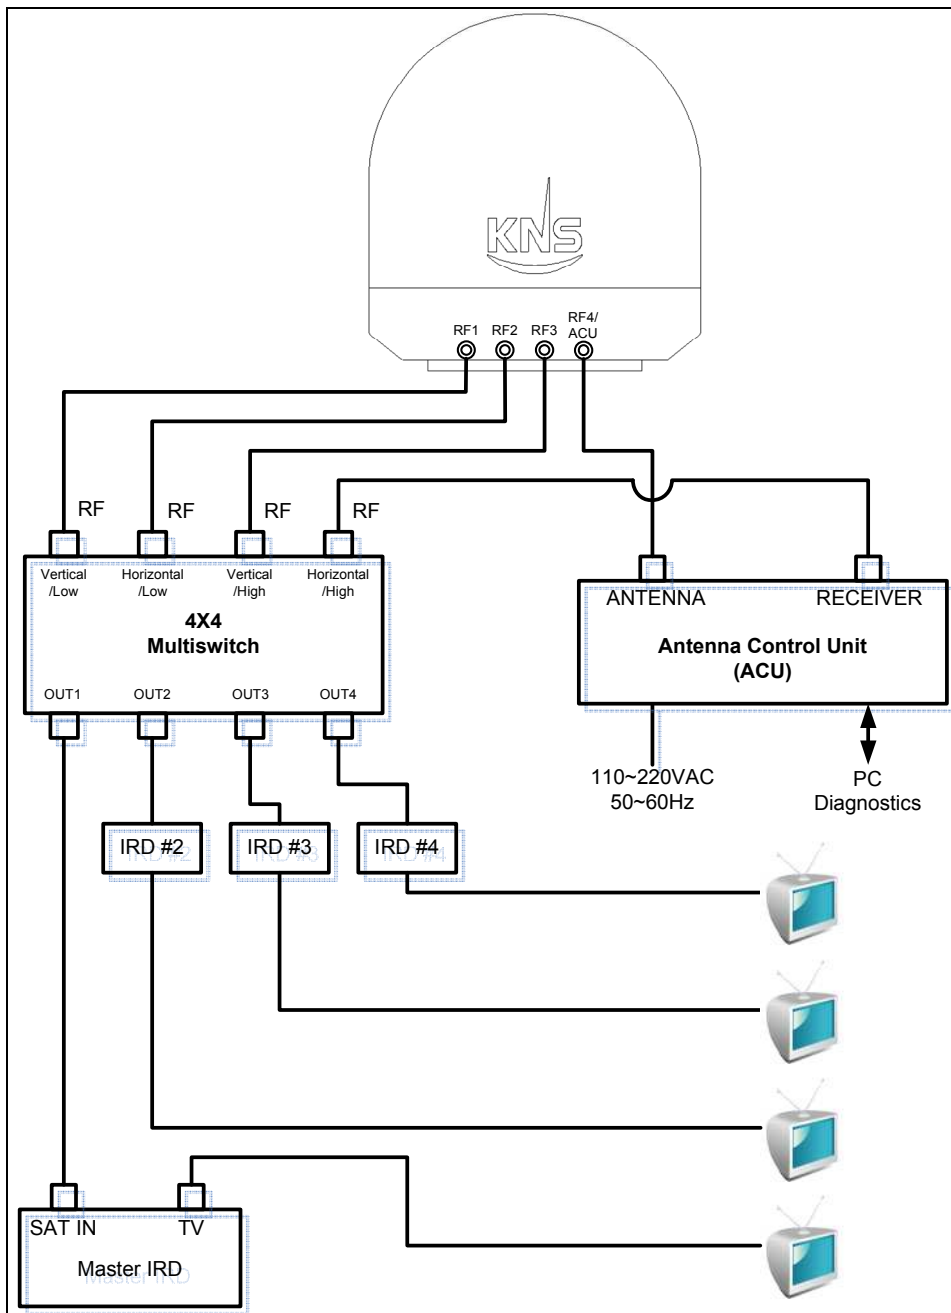 KNS
RF4/
RF1 RF2 RF3 ACU
RF RF RF RF
Vertical Horizontal Vertical Horizontal
/Low /Low /High /High
4X4
Multiswitch
OUT1 OUT2 OUT3 OUT4
ANTENNA RECEIVER
Antenna Control Unit
(ACU)
110~220VAC
50~60Hz
PC
Diagnostics
IRD #2 IRD #3 IRD #4
SAT IN TV
Master IRD